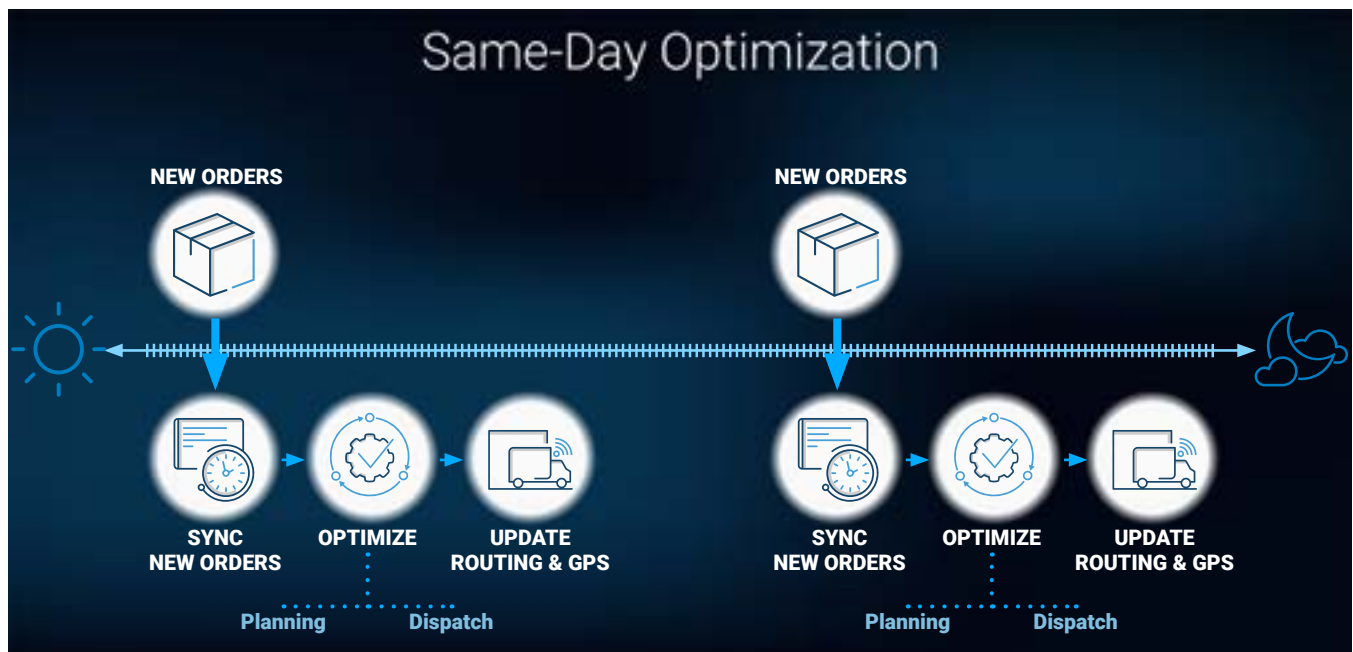 Same-Day Optimization
NEW ORDERS
NEW ORDERS
SYNC
NEW ORDERS
OPTIMIZE
UPDATE
ROUTING & GPS
Planning
Dispatch
SYNC
NEW ORDERS
OPTIMIZE
UPDATE
ROUTING & GPS
Planning
Dispatch